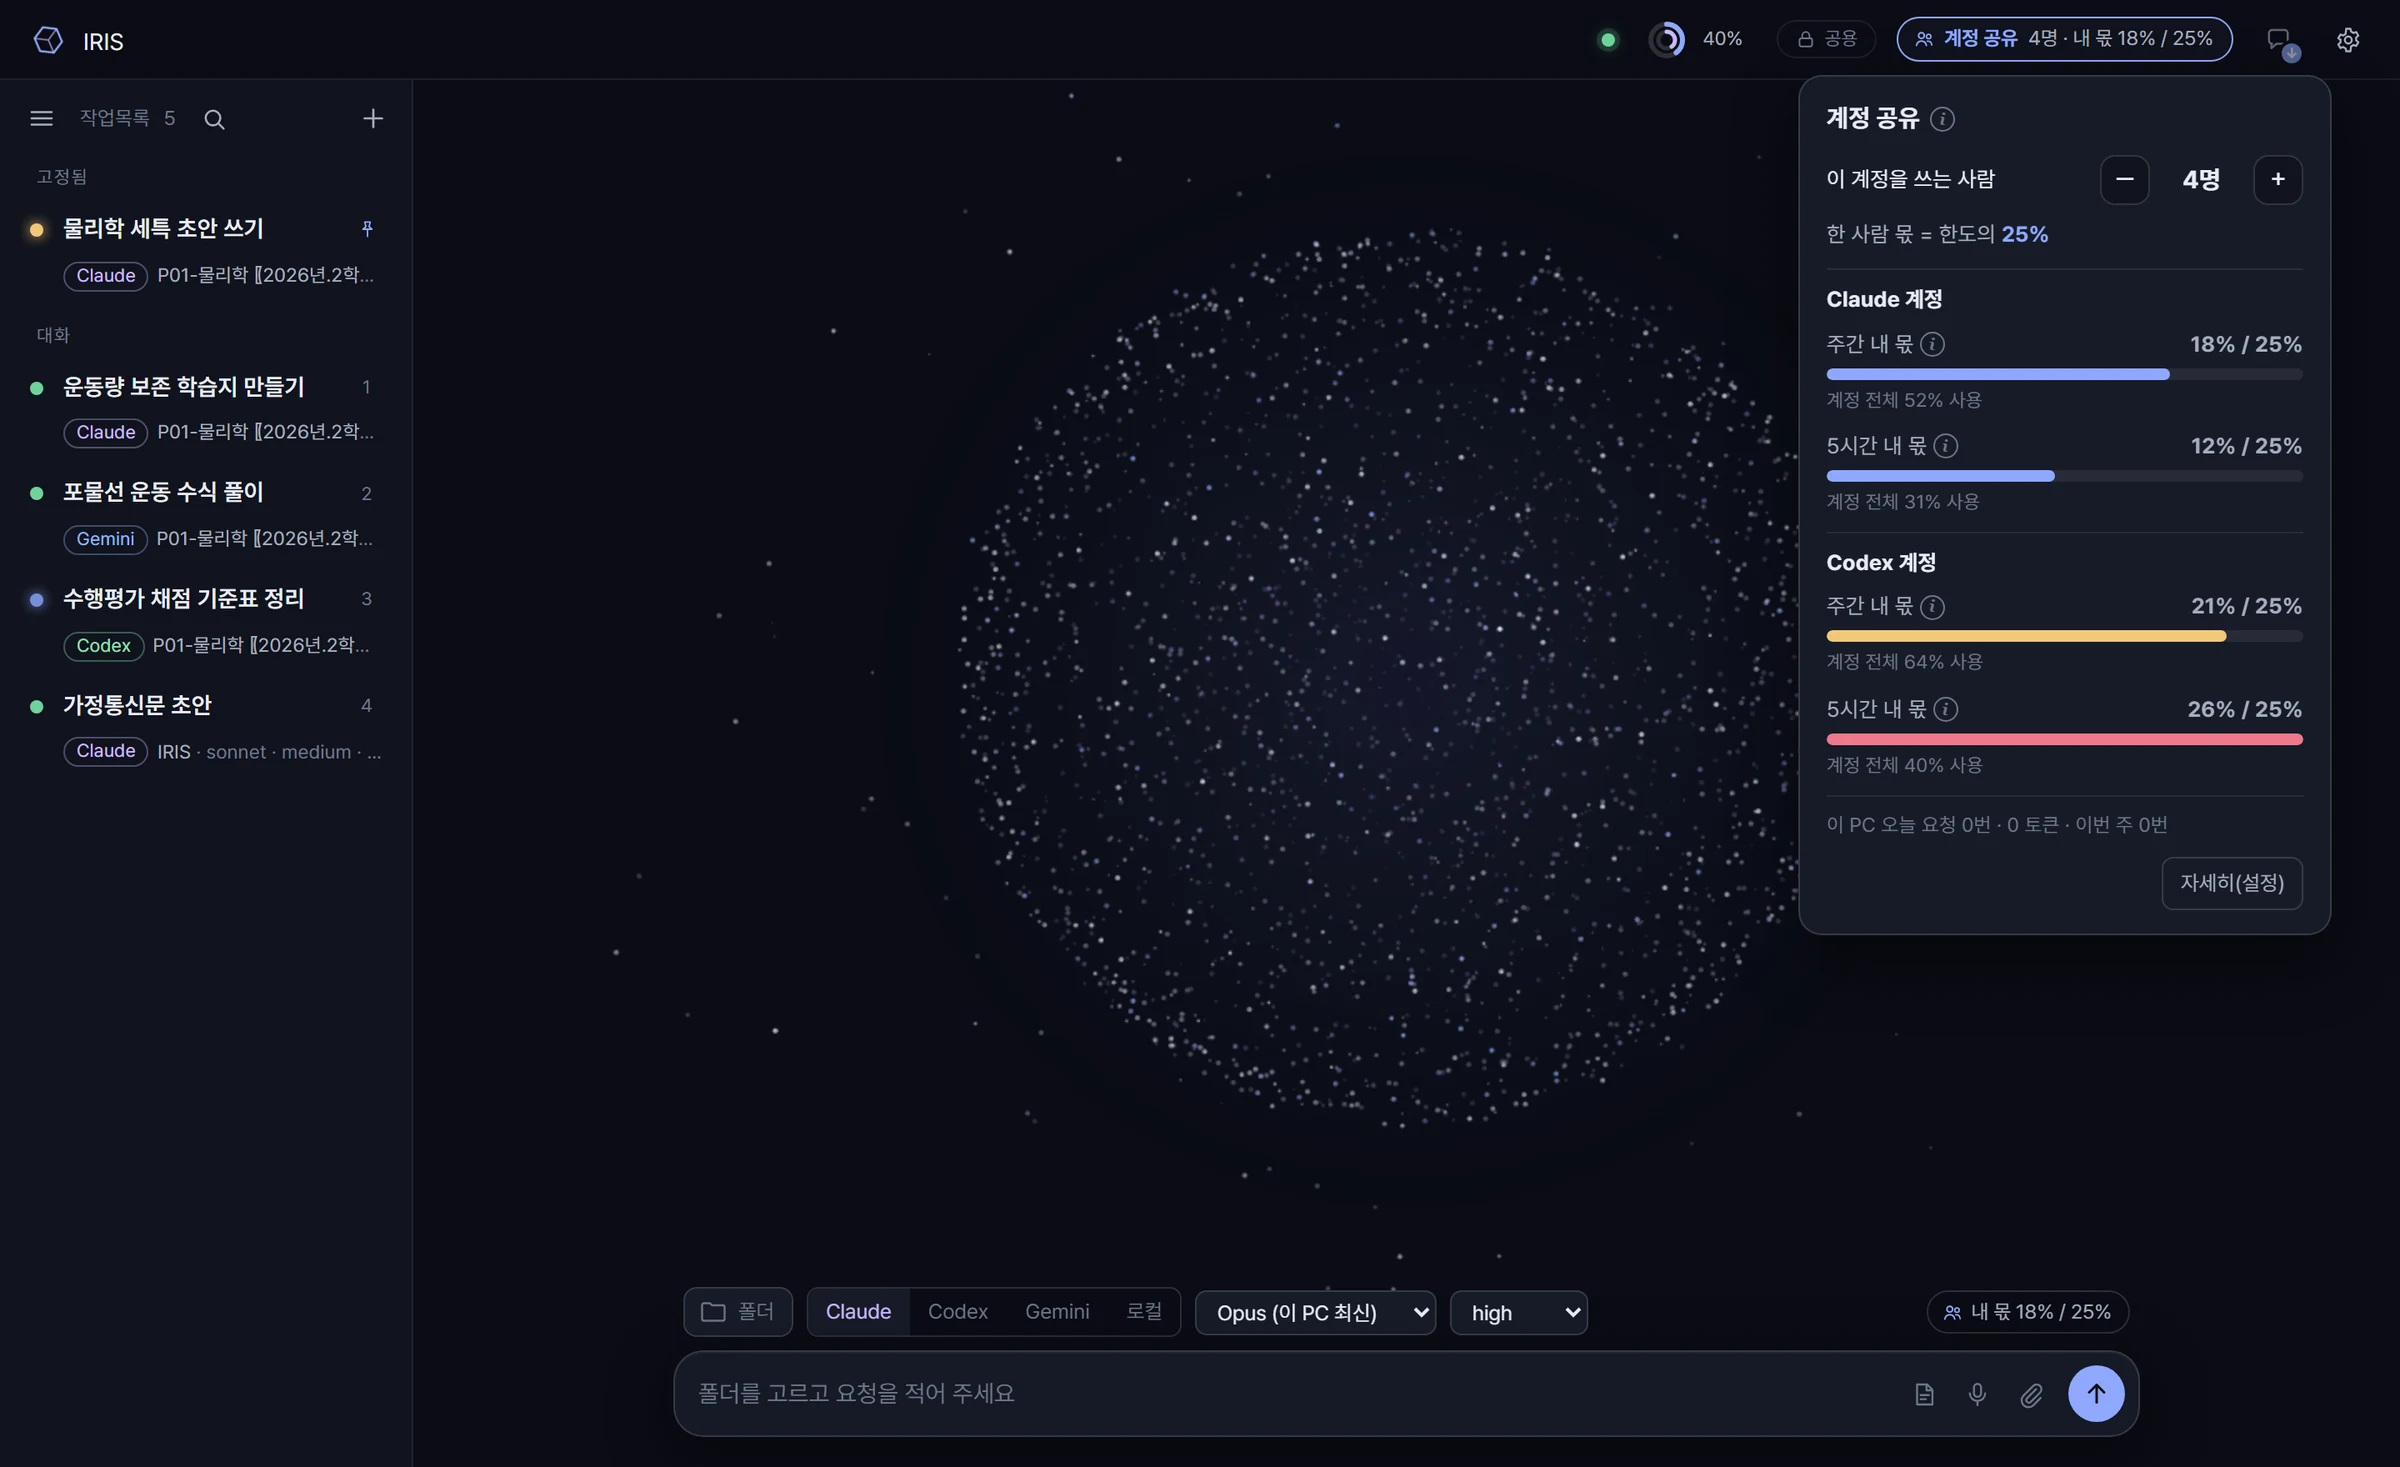 IRIS
40%
공용
계정 공유 4명 · 내 몫 18% / 25%
작업목록 5
고정됨
물리학 세특 초안 쓰기
Claude P01-물리학 〖2026년.2학...
대화
운동량 보존 학습지 만들기 1
Claude P01-물리학 〖2026년.2학...
포물선 운동 수식 풀이 2
Gemini P01-물리학 〖2026년.2학...
수행평가 채점 기준표 정리 3
Codex P01-물리학 〖2026년.2학...
가정통신문 초안 4
Claude IRIS · sonnet · medium · ...
계정 공유
이 계정을 쓰는 사람 − 4명 +
한 사람 몫 = 한도의 25%
Claude 계정
주간 내 몫 18% / 25%
계정 전체 52% 사용
5시간 내 몫 12% / 25%
계정 전체 31% 사용
Codex 계정
주간 내 몫 21% / 25%
계정 전체 64% 사용
5시간 내 몫 26% / 25%
계정 전체 40% 사용
이 PC 오늘 요청 0번 · 0 토큰 · 이번 주 0번
자세히(설정)
폴더 Claude Codex Gemini 로컬 Opus (이 PC 최신) high 내 몫 18% / 25%
폴더를 고르고 요청을 적어 주세요